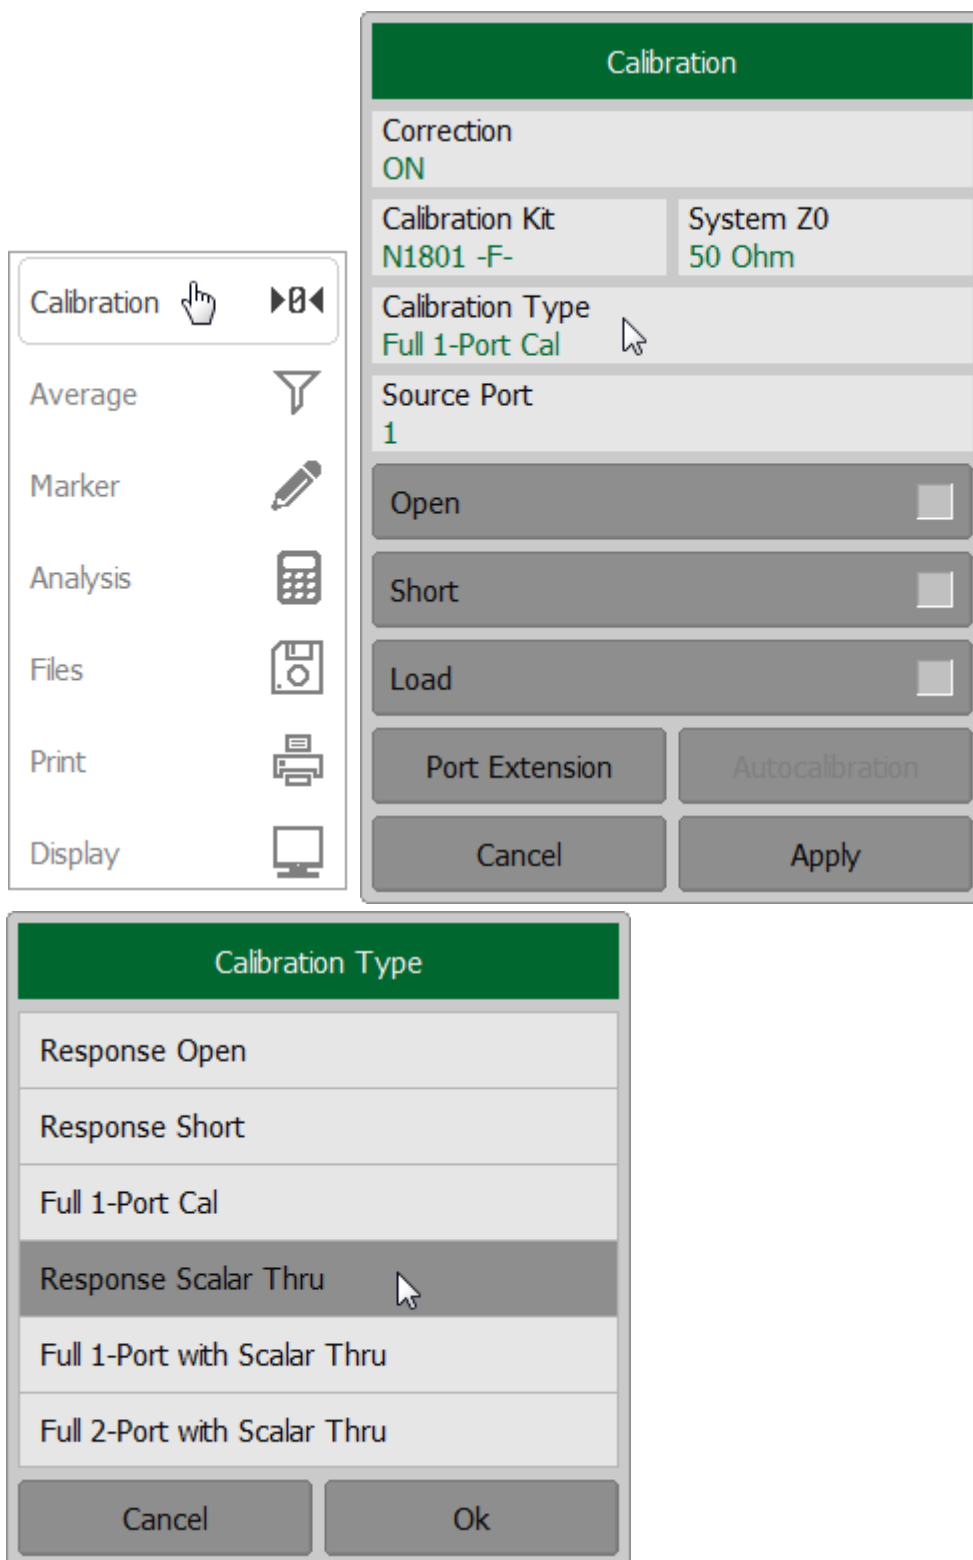 Calibration
Average
Marker
Analysis
Files
Print
Display
Calibration
Correction
ON
Calibration Kit
N1801 -F-
System Z0
50 Ohm
Calibration Type
Full 1-Port Cal
Source Port
1
Open
Short
Load
Port Extension
Autocalibration
Cancel
Apply
Calibration Type
Response Open
Response Short
Full 1-Port Cal
Response Scalar Thru
Full 1-Port with Scalar Thru
Full 2-Port with Scalar Thru
Cancel
Ok